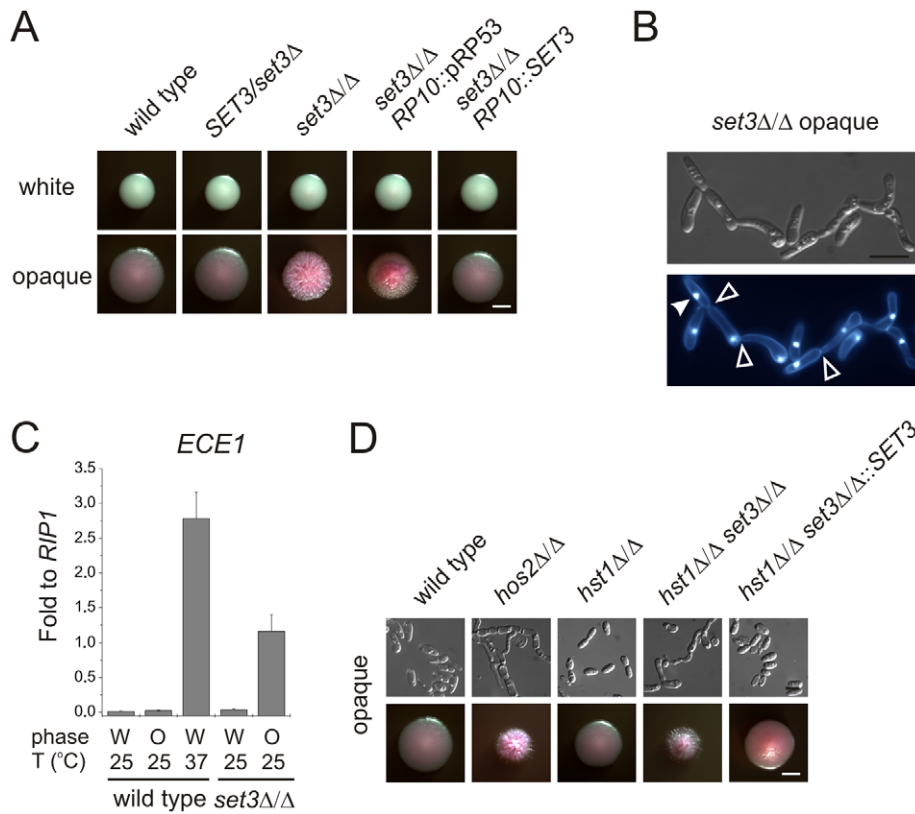 A
wild type
SET3/set3Δ
set3Δ/Δ
set3Δ/Δ
RP10::pRP53
set3Δ/Δ
RP10::SET3
white
opaque
B
set3Δ/Δ opaque
C
ECE1
Fold to RIP1
3.5
3.0
2.5
2.0
1.5
1.0
0.5
0,0
phase W O W W O
T (°C) 25 25 37 25 25
wild type set3Δ/Δ
D
wild type
hos2Δ/Δ
hst1Δ/Δ
hst1Δ/Δ set3Δ/Δ
hst1Δ/Δ set3Δ/Δ::SET3
opaque